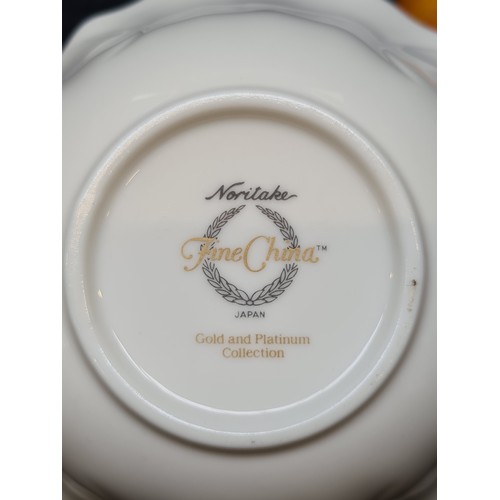 Noritake
Fine China™
JAPAN
Gold and Platinum
Collection